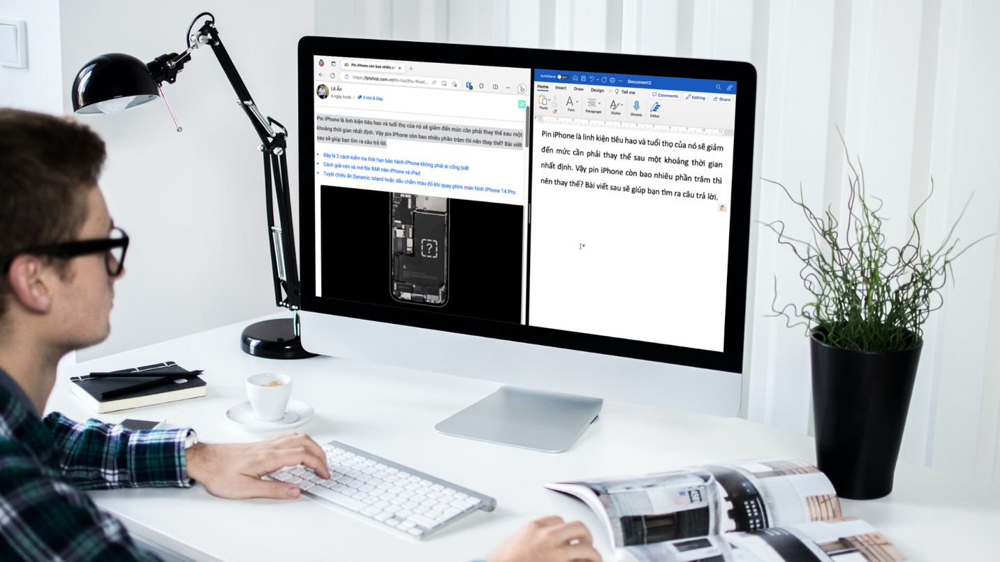 Pin iPhone còn bao nhiêu
https://fptshop.com.vn/tin-tuc/thu-thuat...
Lê Ấn
6 ngày trước • 0 Hỏi & Đáp
Pin iPhone là linh kiện tiêu hao và tuổi thọ của nó sẽ giảm đến mức cần phải thay thế sau một
khoảng thời gian nhất định. Vậy pin iPhone còn bao nhiêu phần trăm thì nên thay thế? Bài viết
sau sẽ giúp bạn tìm ra câu trả lời.
• Đây là 2 cách kiểm tra thời hạn bảo hành iPhone không phải ai cũng biết
• Cách giải nén và mở file RAR trên iPhone và iPad
• Tuyệt chiêu ẩn Dynamic Island hoặc dấu chấm màu đỏ khi quay phim màn hình iPhone 14 Pro
?
AutoSave OFF Document2
Home Insert Draw Design Tell me Comments Editing Share
Paste Font Paragraph Styles Dictate Editor
Pin iPhone là linh kiện tiêu hao và tuổi thọ của nó sẽ giảm
đến mức cần phải thay thế sau một khoảng thời gian
nhất định. Vậy pin iPhone còn bao nhiêu phần trăm thì
nên thay thế? Bài viết sau sẽ giúp bạn tìm ra câu trả lời.